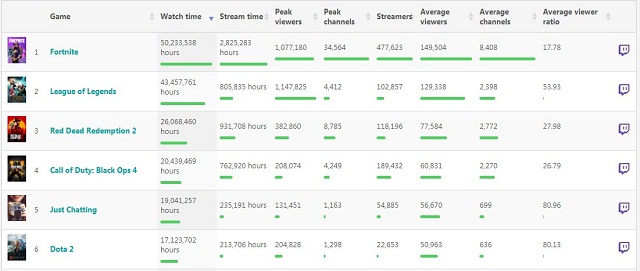 Game Watch time Stream time Peak viewers Peak channels Streamers Average viewers Average channels Average viewer ratio
1 Fortnite 50,233,538 hours 2,825,283 hours 1,077,180 34,564 477,623 149,504 8,408 17.78
2 League of Legends 43,457,761 hours 805,835 hours 1,147,825 4,412 102,857 129,338 2,398 53.93
3 Red Dead Redemption 2 26,068,460 hours 931,708 hours 382,860 8,785 118,196 77,584 2,772 27.98
4 Call of Duty: Black Ops 4 20,439,469 hours 762,920 hours 208,074 4,249 189,432 60,831 2,270 26.79
5 Just Chatting 19,041,257 hours 235,191 hours 131,451 1,163 54,885 56,670 699 80.96
6 Dota 2 17,123,702 hours 213,706 hours 204,828 1,298 22,653 50,963 636 80.13